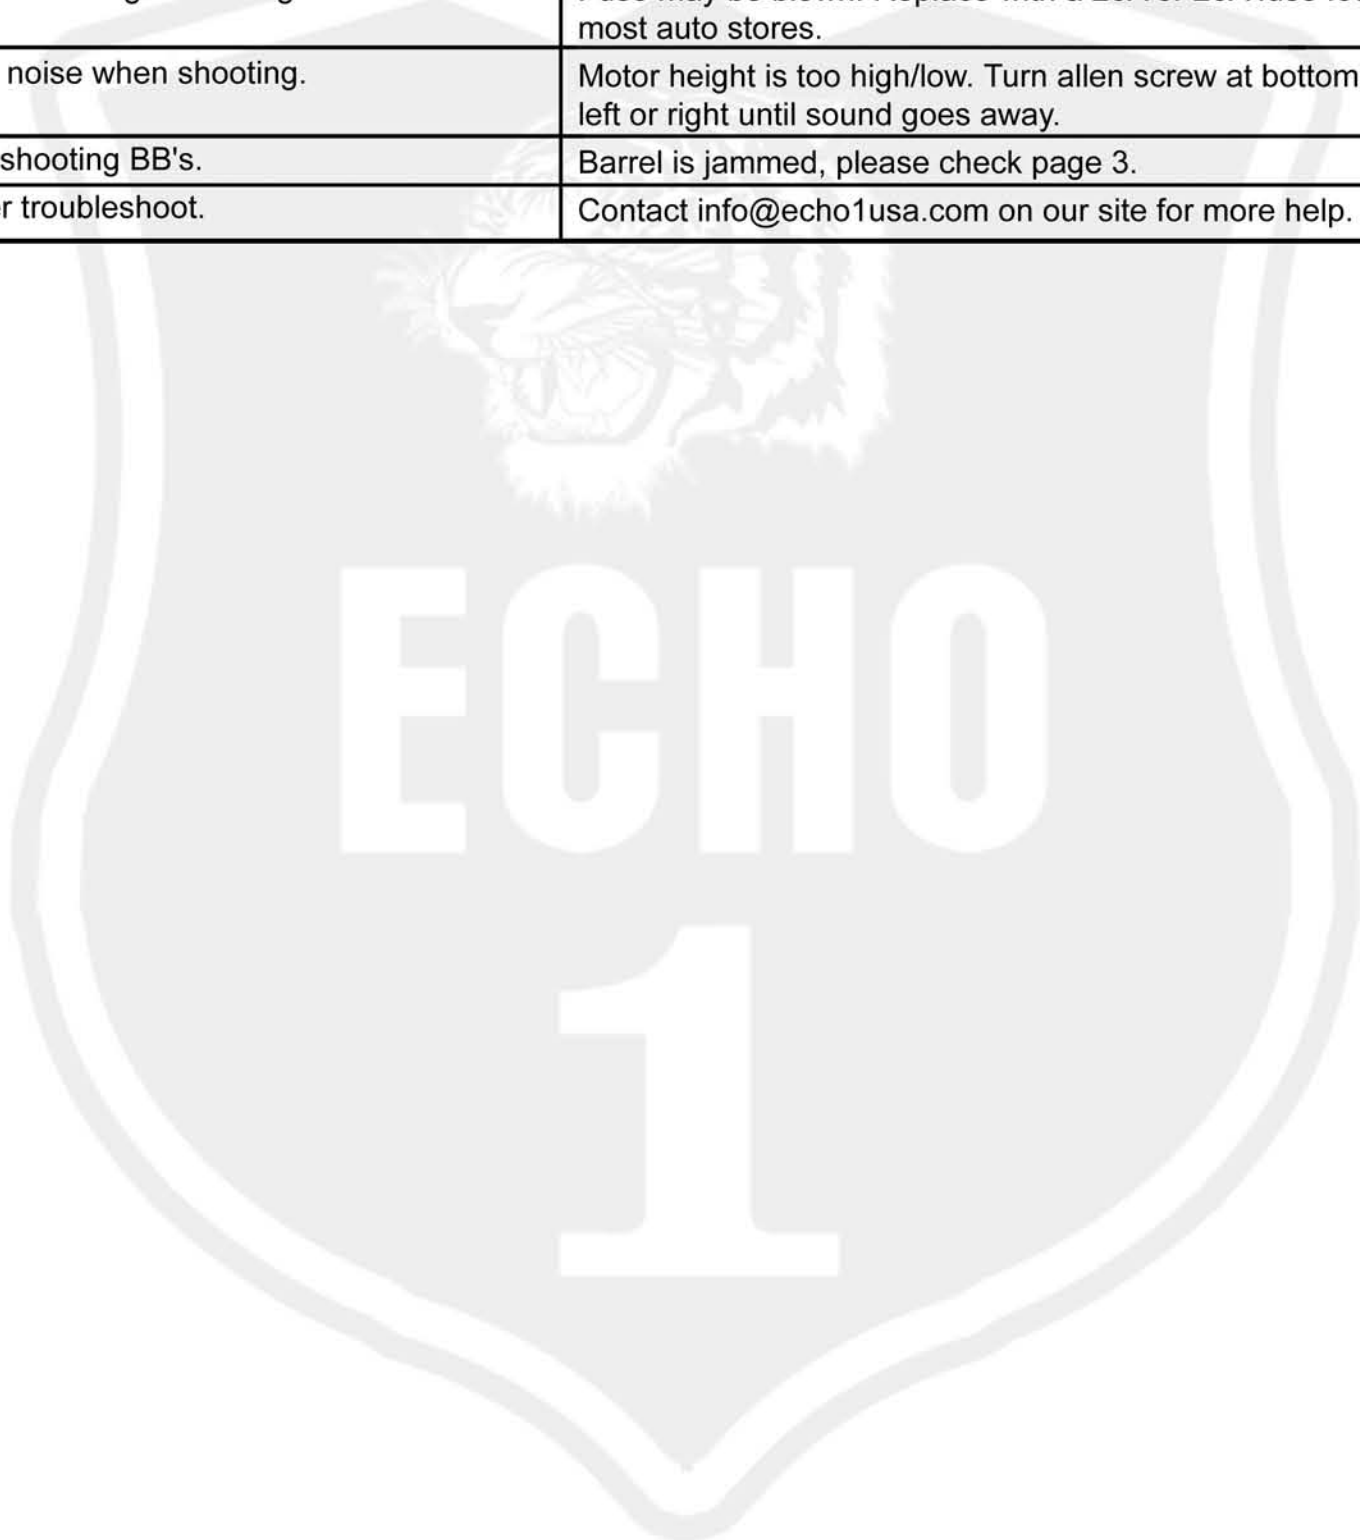 most auto stores.
noise when shooting.
Motor height is too high/low. Turn allen screw at bottom
left or right until sound goes away.
shooting BB's.
Barrel is jammed, please check page 3.
troubleshoot.
Contact info@echo1usa.com on our site for more help.
ECHO
1